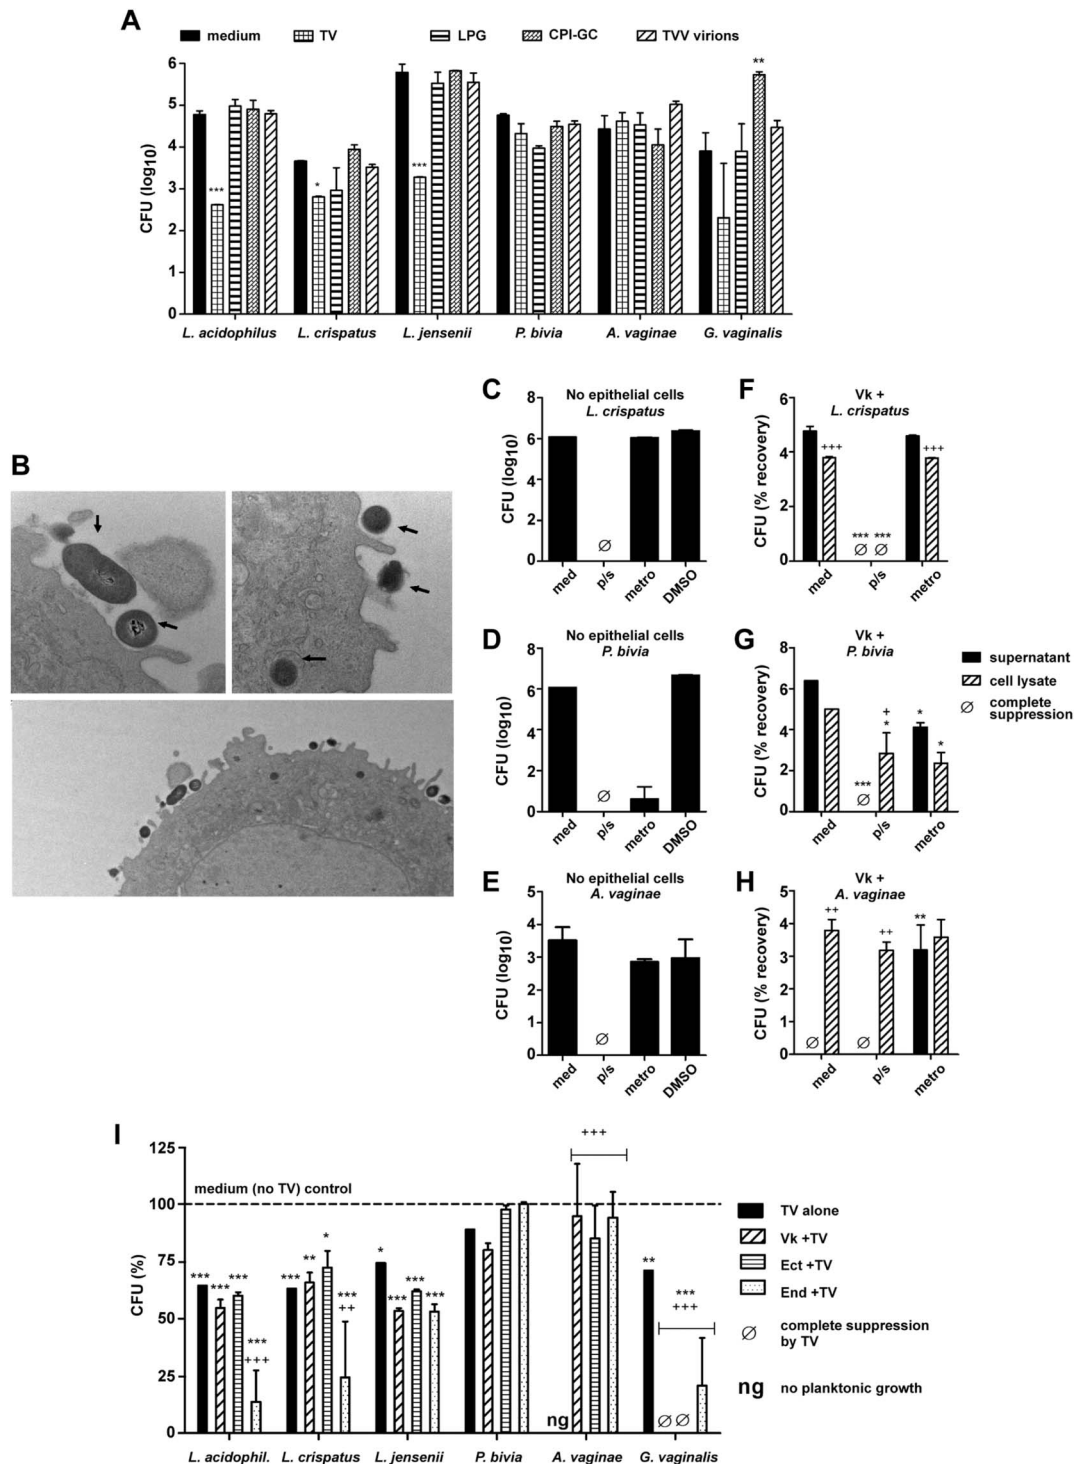 A
medium TV LPG CPI-GC TVV virions
CFU (log10)
6
5
4
3
2
1
0
***
*
***
**
L. acidophilus L. crispatus L. jensenii P. bivia A. vaginae G. vaginalis
B
C
No epithelial cells
L. crispatus
CFU (log10)
8
6
4
2
0
∅
med p/s metro DMSO
F
Vk +
L. crispatus
CFU (% recovery)
6
4
2
0
+++
*** ***
∅ ∅
+++
med p/s metro
D
No epithelial cells
P. bivia
CFU (log10)
8
6
4
2
0
∅
med p/s metro DMSO
G
Vk +
P. bivia
CFU (% recovery)
8
6
4
2
0
***
∅
+
*
*
*
med p/s metro
supernatant
cell lysate
∅ complete
suppression
E
No epithelial cells
A. vaginae
CFU (log10)
5
4
3
2
1
0
∅
med p/s metro DMSO
H
Vk +
A. vaginae
CFU (% recovery)
5
4
3
2
1
0
++
++
**
∅ ∅
med p/s metro
I
CFU (%)
125
100
75
50
25
0
medium (no TV) control
*** *** ***
***
+++
*** ** *
***
++
* *** *** ***
+++
ng
**
***
+++
∅ ∅
L. acidophil. L. crispatus L. jensenii P. bivia A. vaginae G. vaginalis
TV alone
Vk +TV
Ect +TV
End +TV
∅ complete suppression
by TV
ng no planktonic growth